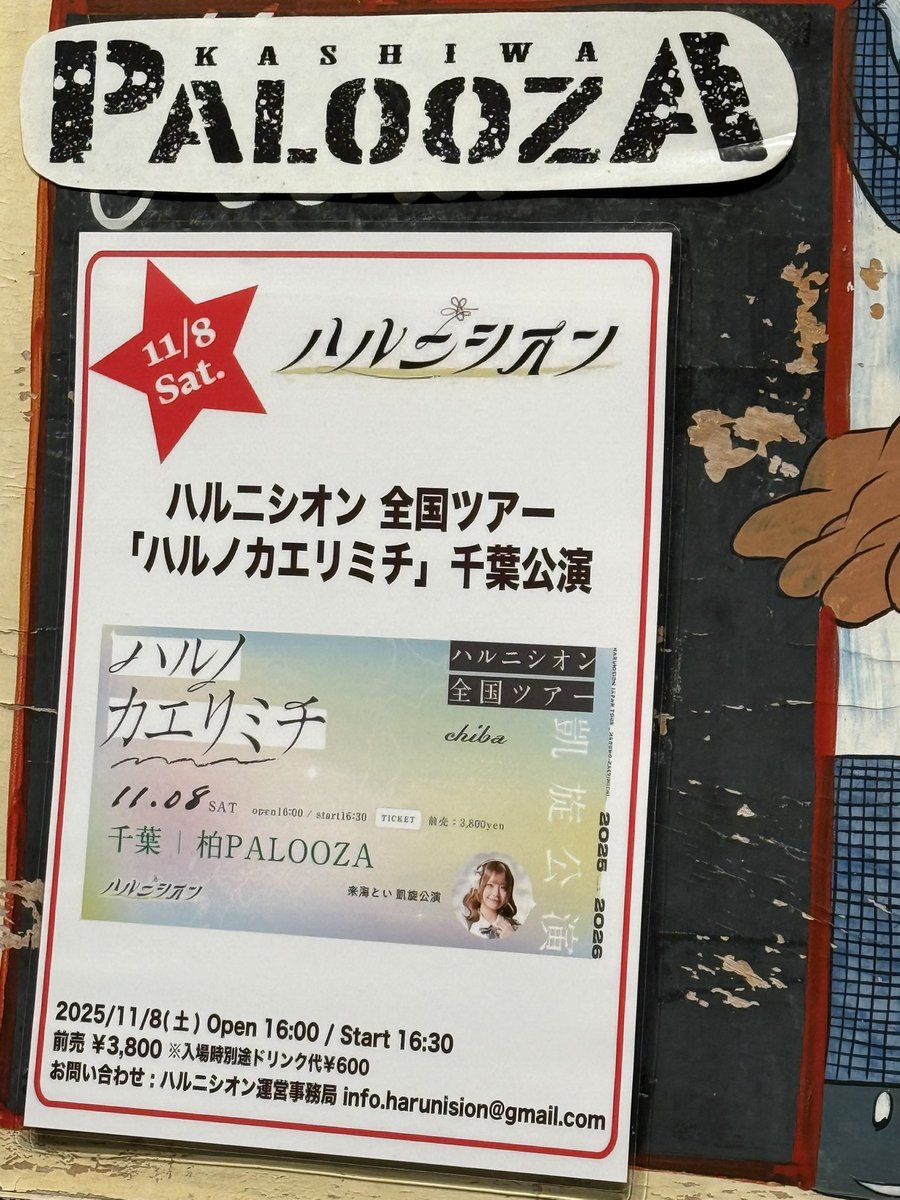 KASHIWA
PALOOZA
11/8
Sat.
ハルニシオン
ハルニシオン 全国ツアー
「ハルノカエリミチ」千葉公演
ハルノ
カエリミチ
ハルニシオン
全国ツアー
chiba
11.08 SAT open16:00 / start16:30 TICKET 前売：3,800yen
千葉｜柏PALOOZA
ハルニシオン
来海とい 凱旋公演
凱旋公演
2025 2026
2025/11/8(土) Open 16:00 / Start 16:30
前売 ¥3,800 ※入場時別途ドリンク代¥600
お問い合わせ：ハルニシオン運営事務局 info.harunision@gmail.com